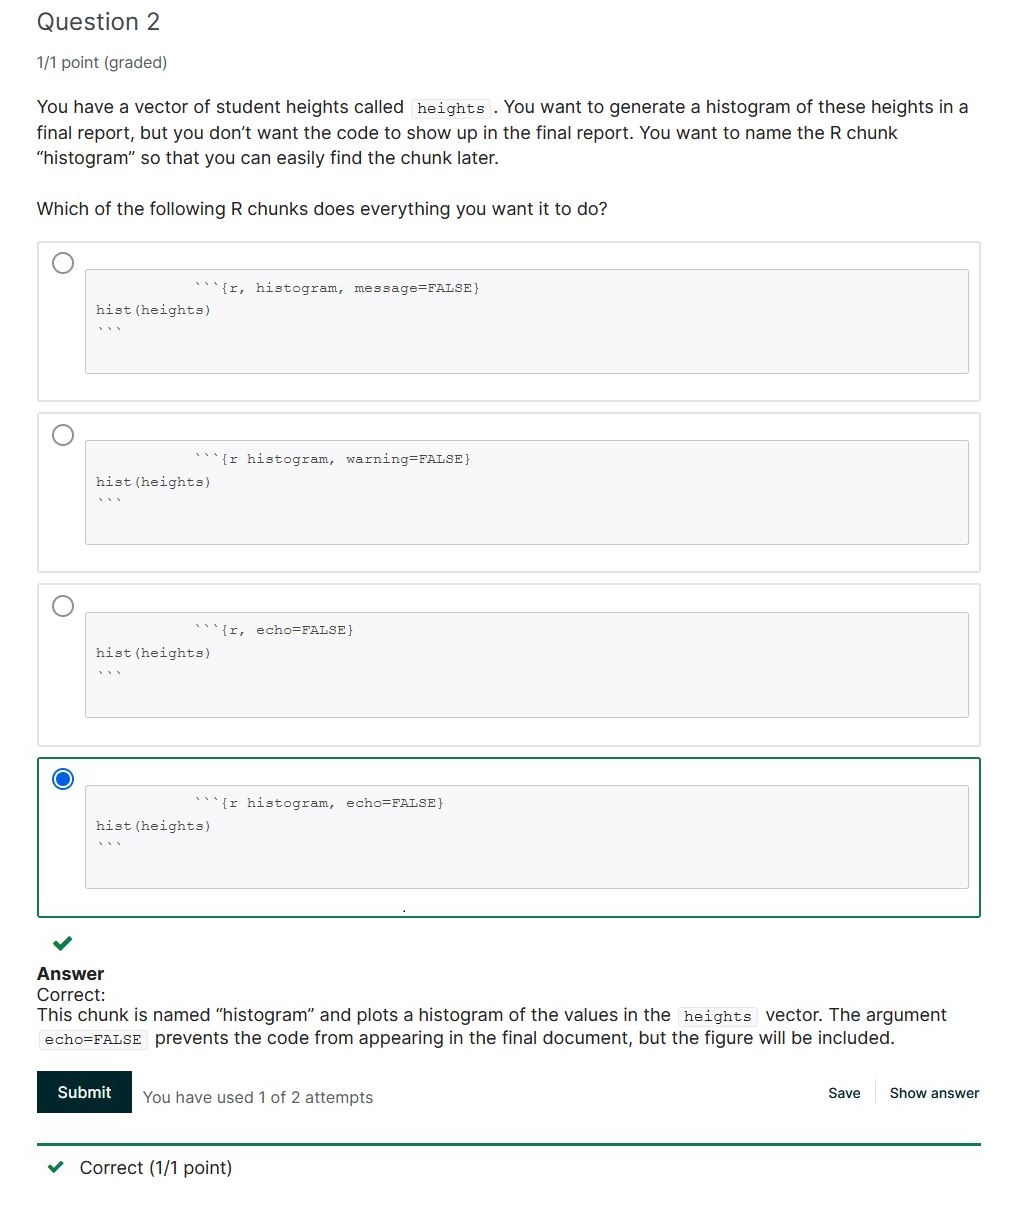 Question 2
1/1 point (graded)
You have a vector of student heights called heights . You want to generate a histogram of these heights in a
final report, but you don’t want the code to show up in the final report. You want to name the R chunk
“histogram” so that you can easily find the chunk later.
Which of the following R chunks does everything you want it to do?
```{r, histogram, message=FALSE}
hist(heights)
```
```{r histogram, warning=FALSE}
hist(heights)
```
```{r, echo=FALSE}
hist(heights)
```
```{r histogram, echo=FALSE}
hist(heights)
```
.
Answer
Correct:
This chunk is named “histogram” and plots a histogram of the values in the heights vector. The argument
echo=FALSE prevents the code from appearing in the final document, but the figure will be included.
Submit You have used 1 of 2 attempts Save Show answer
Correct (1/1 point)